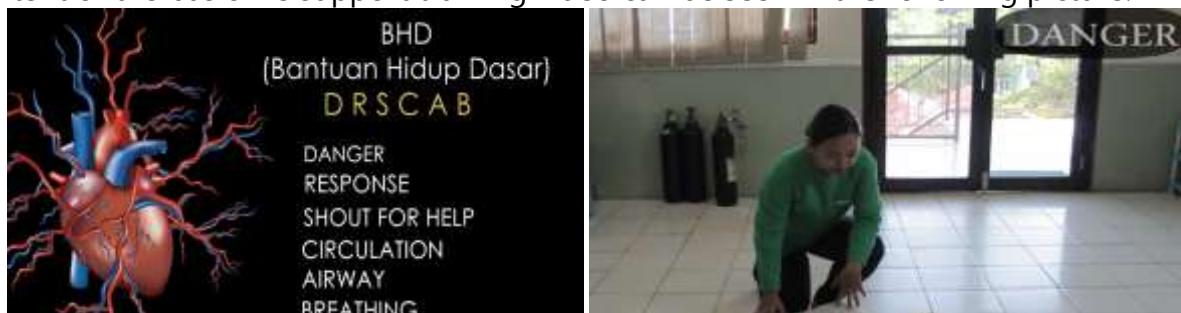 BHD
(Bantuan Hidup Dasar)
DRSCAB
DANGER
RESPONSE
SHOUT FOR HELP
CIRCULATION
AIRWAY
BREATHING
DANGER